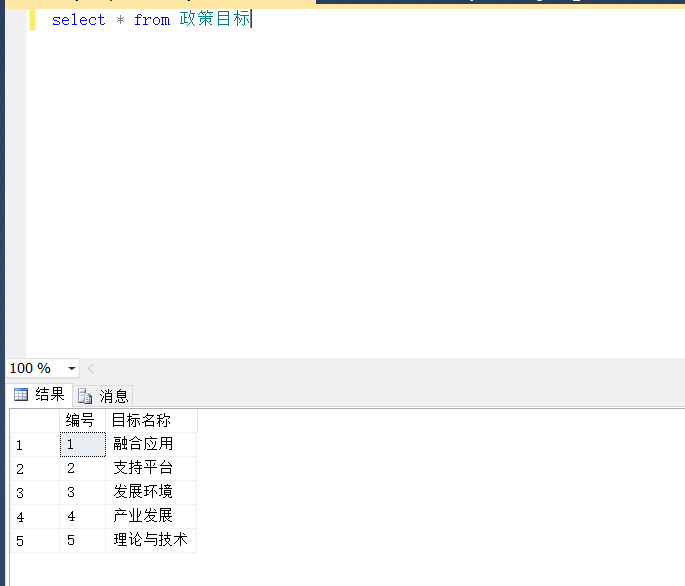 select * from 政策目标
100 %
结果 消息
编号 目标名称
1 1 融合应用
2 2 支持平台
3 3 发展环境
4 4 产业发展
5 5 理论与技术